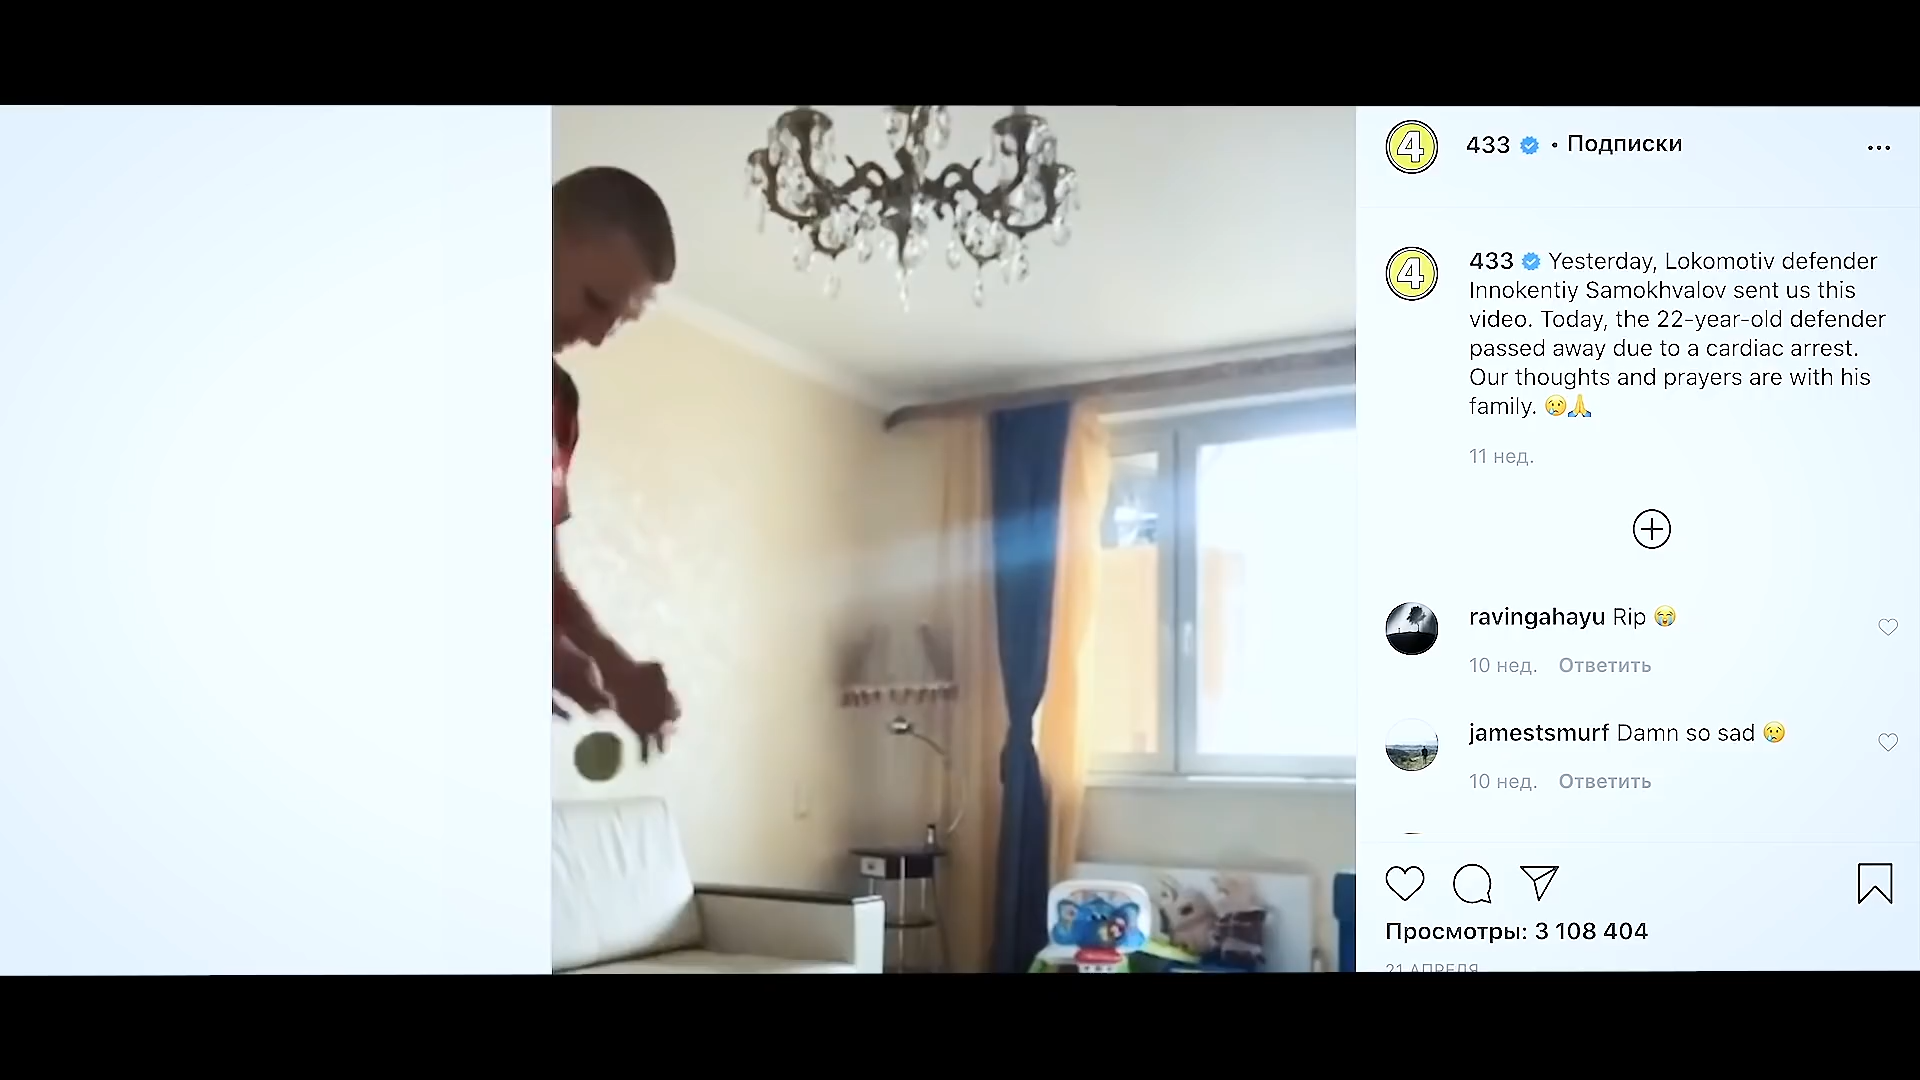 433 • Подписки
433 Yesterday, Lokomotiv defender
Innokentiy Samokhvalov sent us this
video. Today, the 22-year-old defender
passed away due to a cardiac arrest.
Our thoughts and prayers are with his
family. 😢🙏
11 нед.
ravingahayu Rip 😭
10 нед. Ответить
jamestsmurf Damn so sad 😢
10 нед. Ответить
Просмотры: 3 108 404
21 АПРЕЛЯ